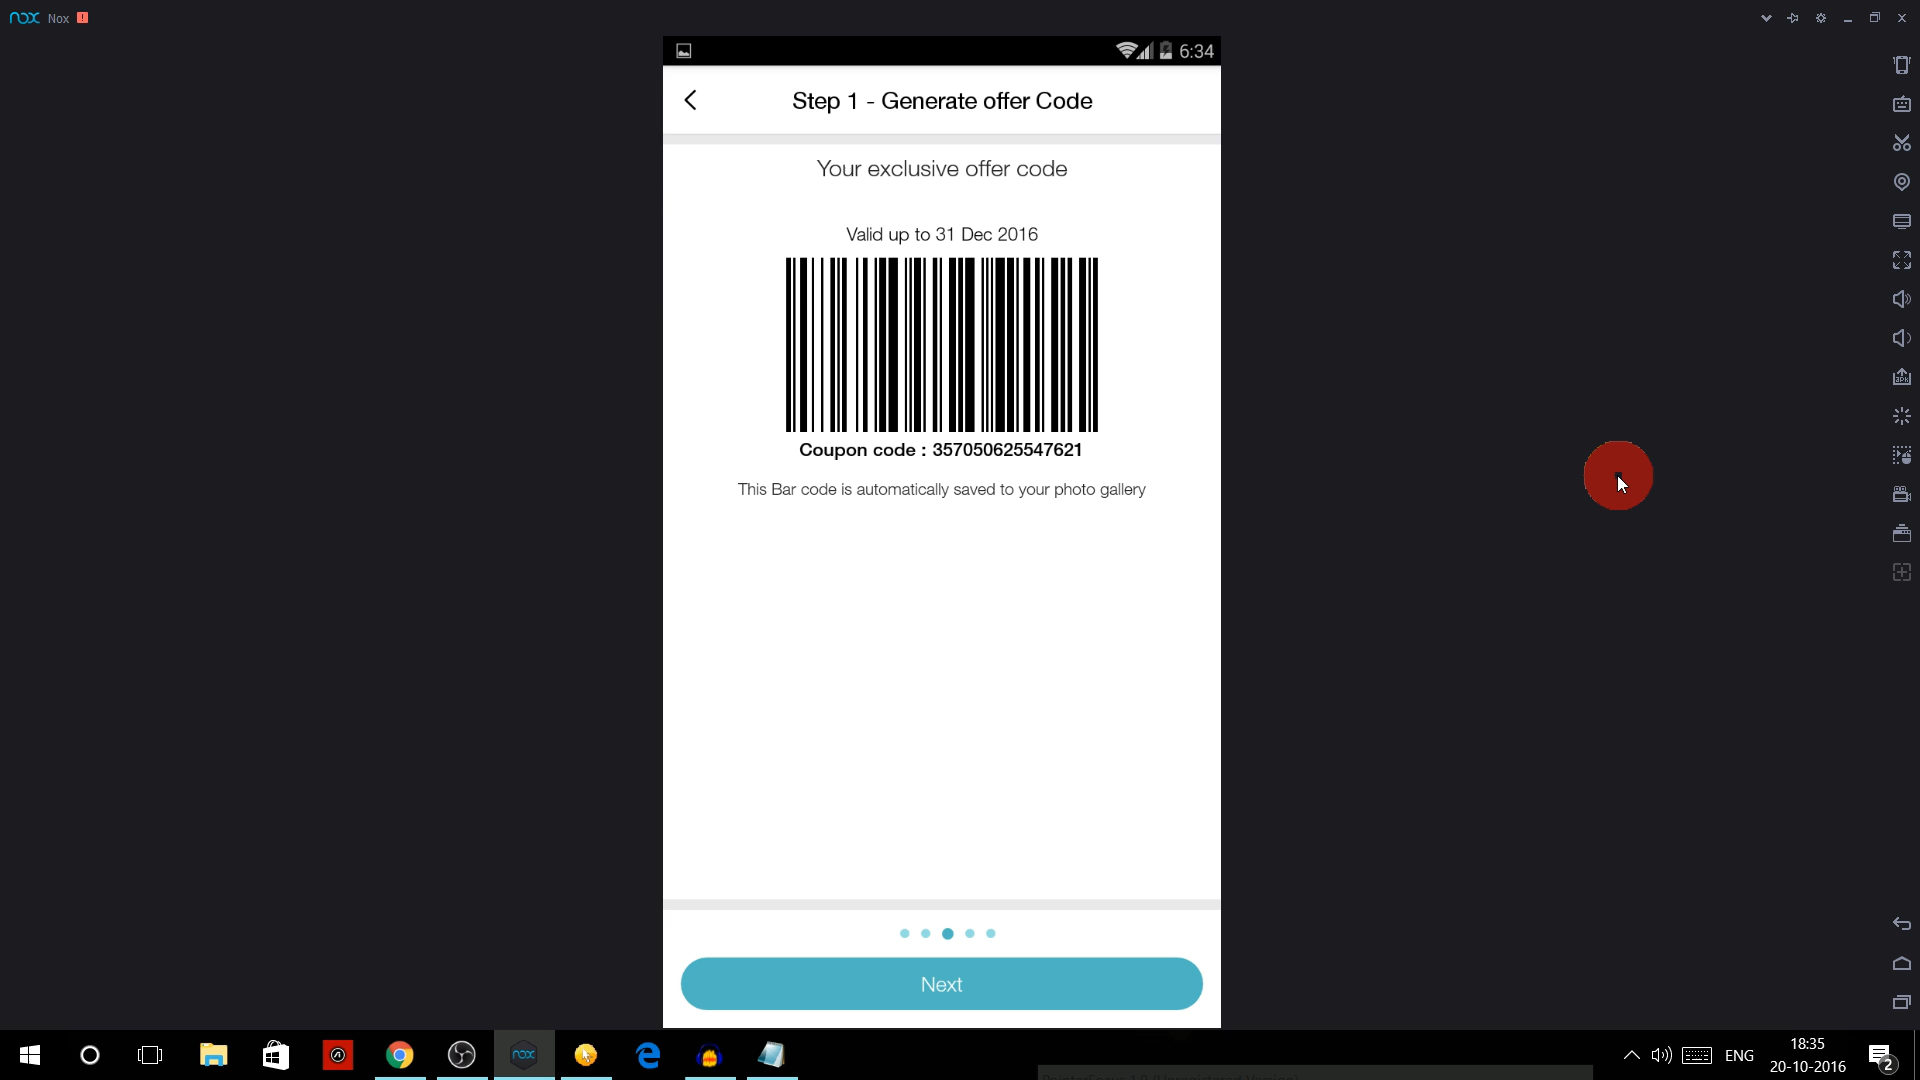 nox Nox
6:34
Step 1 - Generate offer Code
Your exclusive offer code
Valid up to 31 Dec 2016
Coupon code : 357050625547621
This Bar code is automatically saved to your photo gallery
Next
nox
ENG
18:35
20-10-2016
2